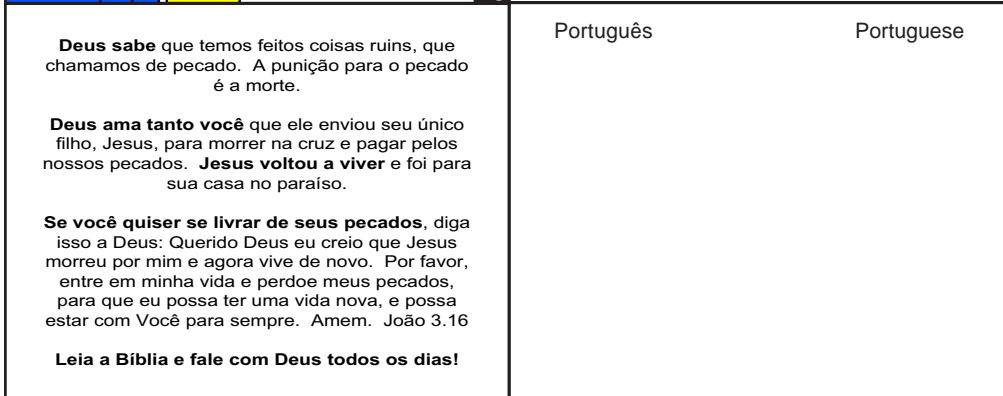 Deus sabe que temos feitos coisas ruins, que
chamamos de pecado. A punição para o pecado
é a morte.
Deus ama tanto você que ele enviou seu único
filho, Jesus, para morrer na cruz e pagar pelos
nossos pecados. Jesus voltou a viver e foi para
sua casa no paraíso.
Se você quiser se livrar de seus pecados, diga
isso a Deus: Querido Deus eu creio que Jesus
morreu por mim e agora vive de novo. Por favor,
entre em minha vida e perdoe meus pecados,
para que eu possa ter uma vida nova, e possa
estar com Você para sempre. Amem. João 3.16
Leia a Bíblia e fale com Deus todos os dias!
Português Portuguese